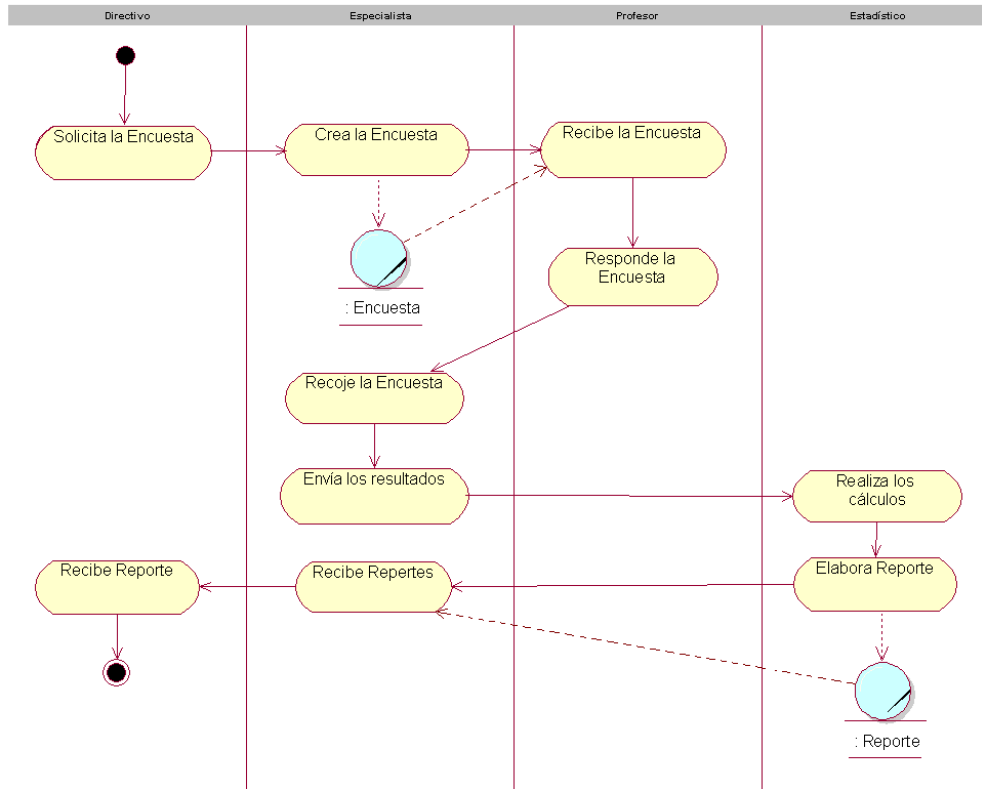 Directivo
Especialista
Profesor
Estadístico
Solicita la Encuesta
Crea la Encuesta
Recibe la Encuesta
Responde la
Encuesta
: Encuesta
Recoje la Encuesta
Envía los resultados
Realiza los
cálculos
Recibe Reporte
Recibe Repertes
Elabora Reporte
: Reporte